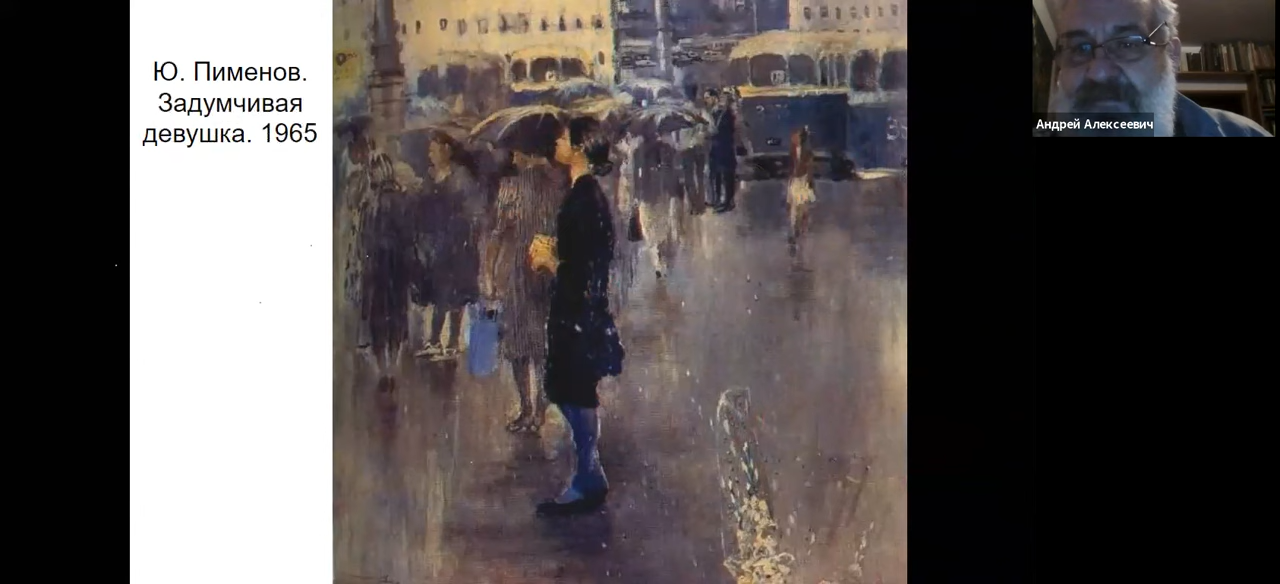 Ю. Пименов.
Задумчивая
девушка. 1965
Андрей Алексеевич